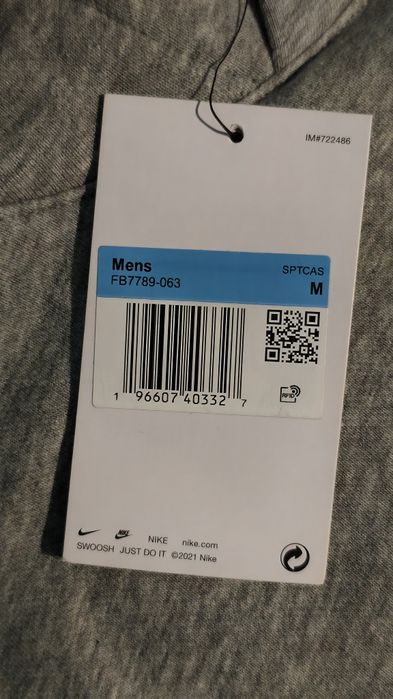 IM#722486
Mens SPTCAS
FB7789-063 M
1 96607 40332 7
RFID
NIKE
NIKE nike.com
SWOOSH JUST DO IT ©2021 Nike